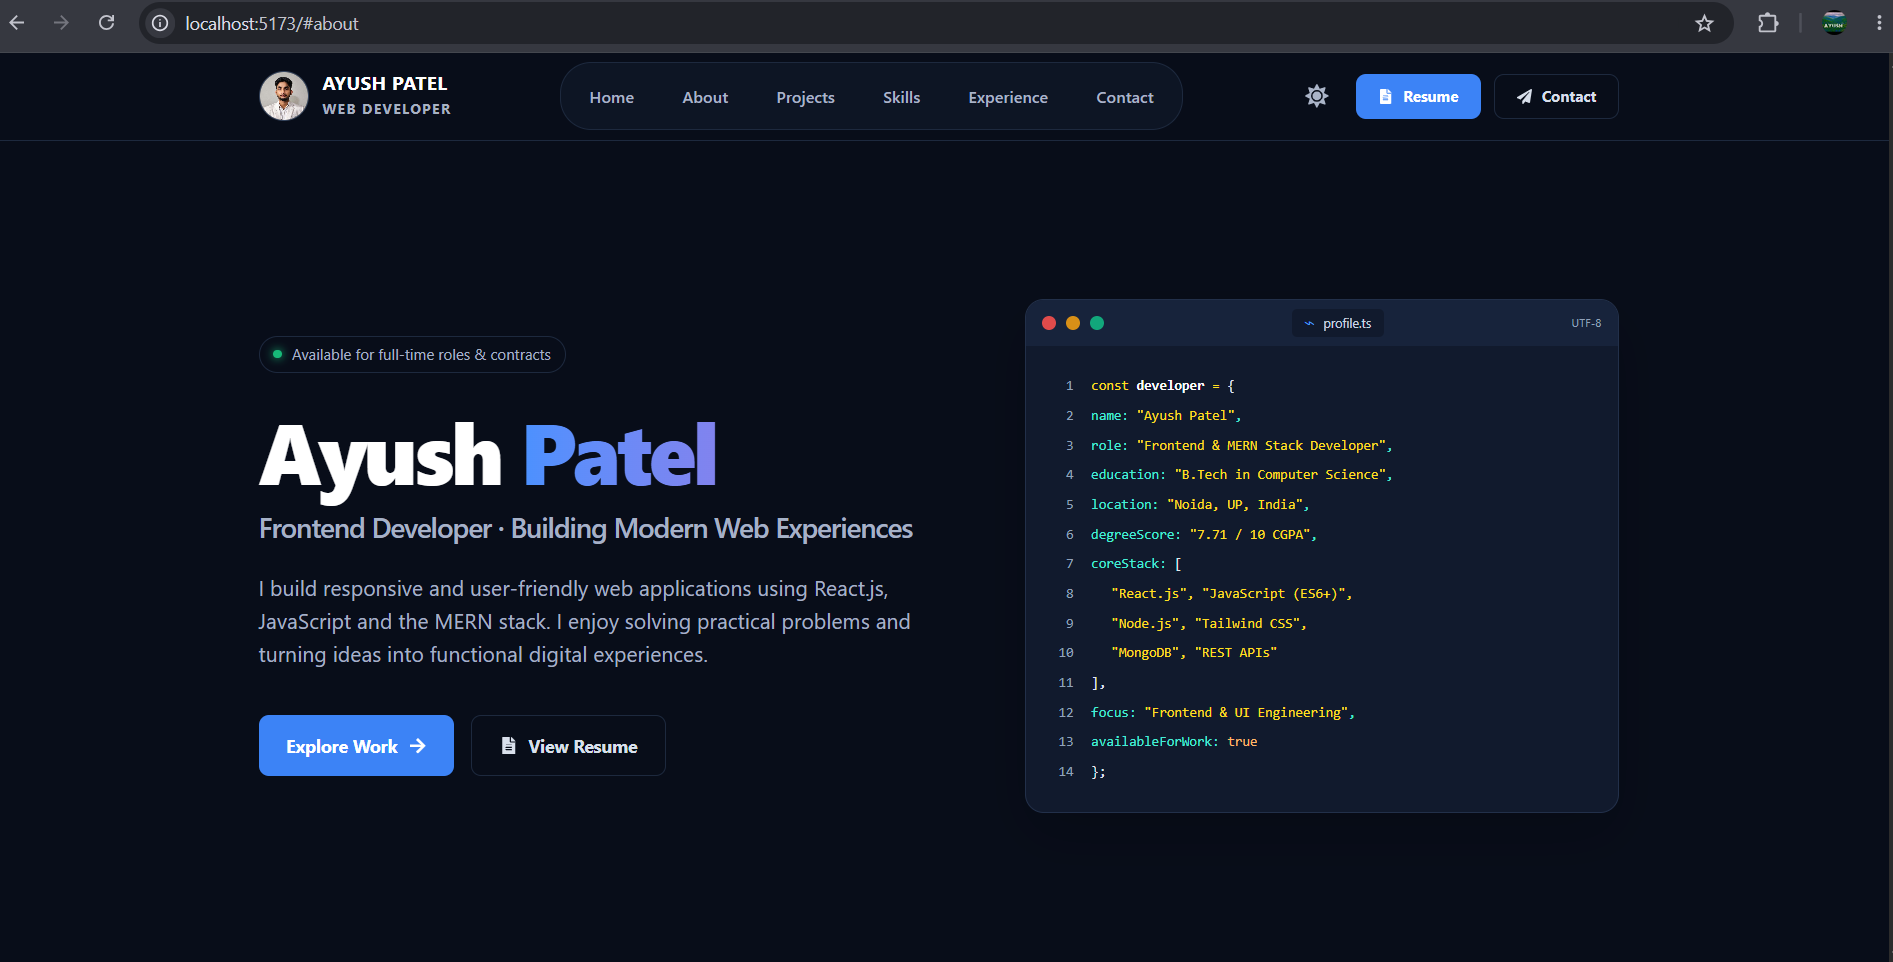 localhost:5173/#about
AYUSH PATEL
WEB DEVELOPER
Home
About
Projects
Skills
Experience
Contact
Resume
Contact
Available for full-time roles & contracts
Ayush Patel
Frontend Developer · Building Modern Web Experiences
I build responsive and user-friendly web applications using React.js,
JavaScript and the MERN stack. I enjoy solving practical problems and
turning ideas into functional digital experiences.
Explore Work →
View Resume
profile.ts
UTF-8
1 const developer = {
2 name: "Ayush Patel",
3 role: "Frontend & MERN Stack Developer",
4 education: "B.Tech in Computer Science",
5 location: "Noida, UP, India",
6 degreeScore: "7.71 / 10 CGPA",
7 coreStack: [
8 "React.js", "JavaScript (ES6+)",
9 "Node.js", "Tailwind CSS",
10 "MongoDB", "REST APIs"
11 ],
12 focus: "Frontend & UI Engineering",
13 availableForWork: true
14 };